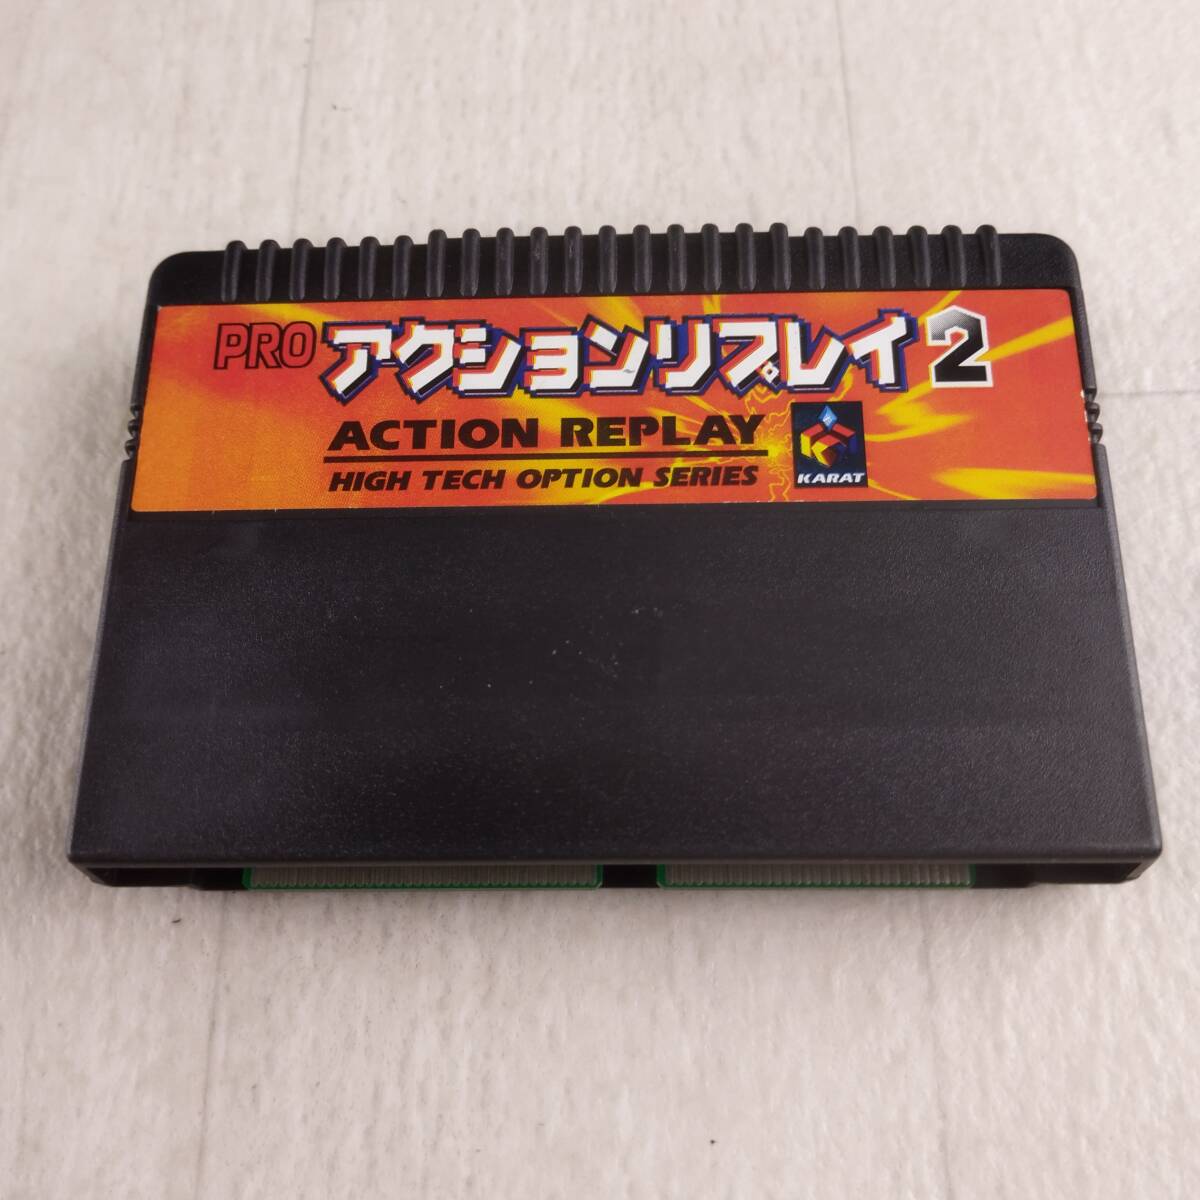 PRO アクションリプレイ2
ACTION REPLAY
HIGH TECH OPTION SERIES
KARAT